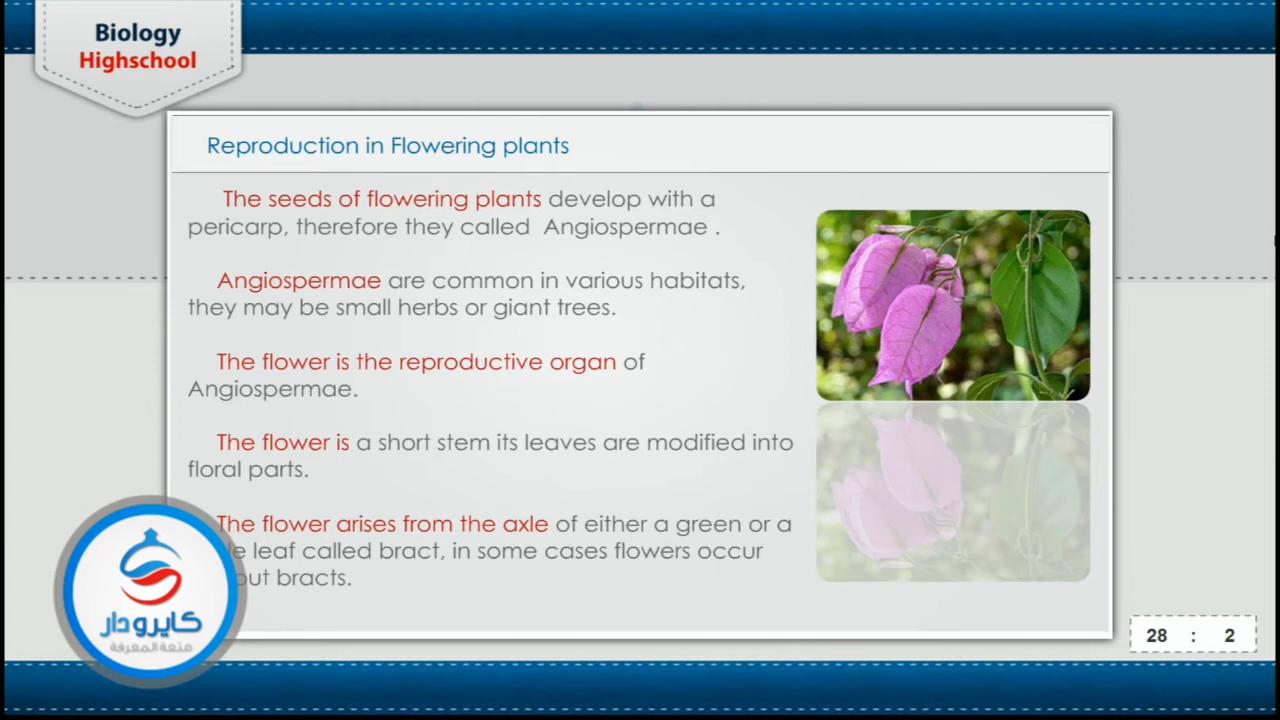 Biology
Highschool
Reproduction in Flowering plants
The seeds of flowering plants develop with a
pericarp, therefore they called Angiospermae .
Angiospermae are common in various habitats,
they may be small herbs or giant trees.
The flower is the reproductive organ of
Angiospermae.
The flower is a short stem its leaves are modified into
floral parts.
The flower arises from the axle of either a green or a
leaf called bract, in some cases flowers occur
bracts.
كايرودار
متعة المعرفة
28 : 2